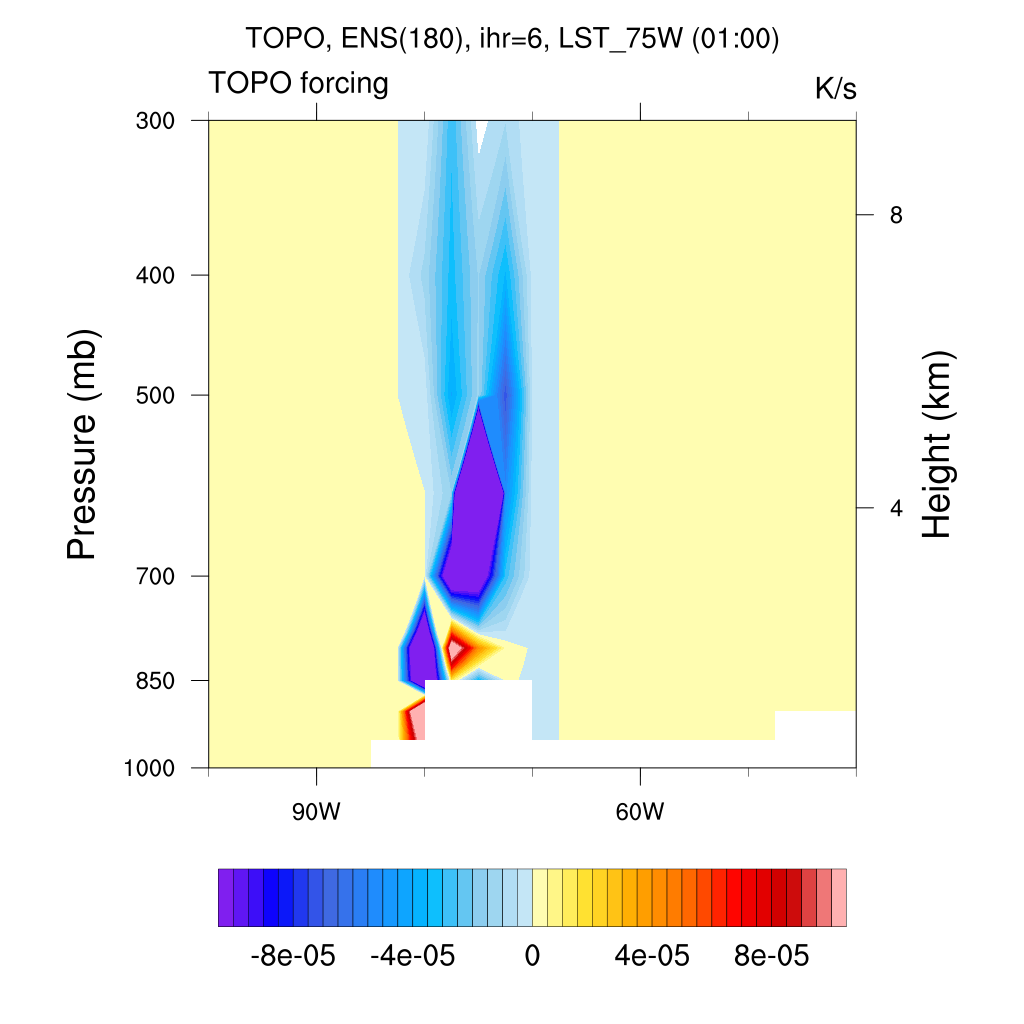 TOPO, ENS(180), ihr=6, LST_75W (01:00)
TOPO forcing
K/s
300
400
500
700
850
1000
Pressure (mb)
8
4
Height (km)
90W
60W
-8e-05
-4e-05
0
4e-05
8e-05